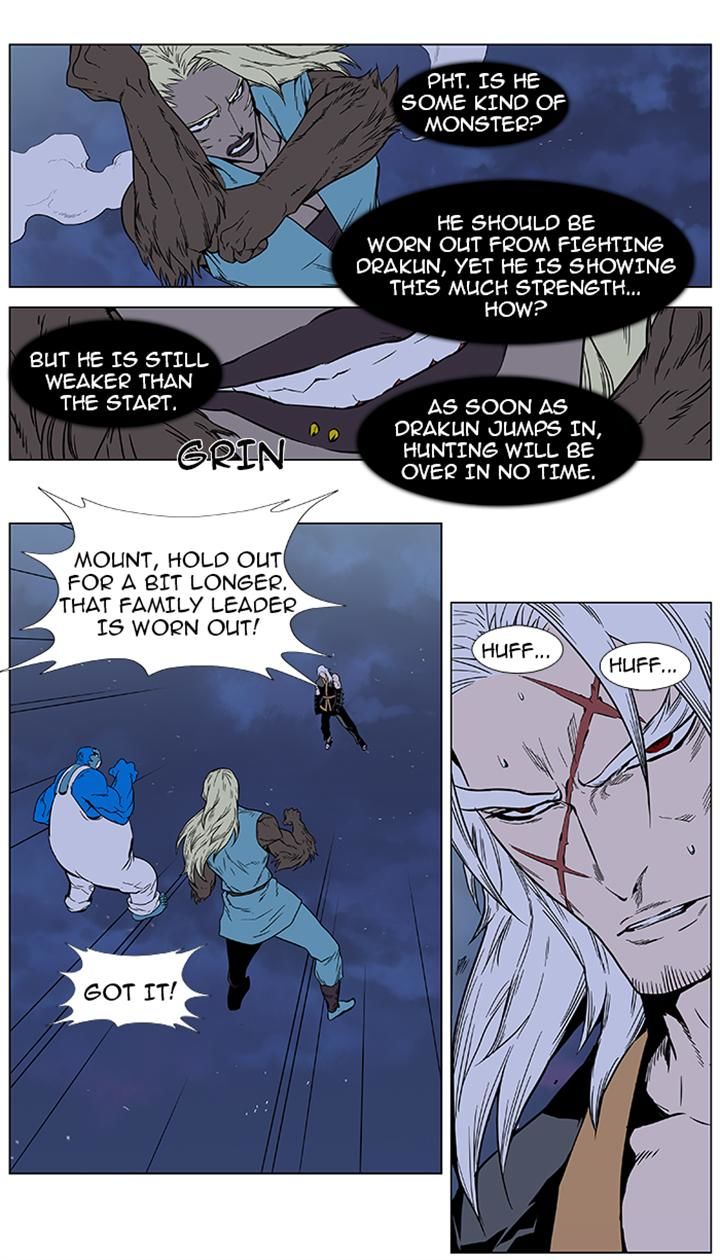 PHT. IS HE
SOME KIND OF
MONSTER?
HE SHOULD BE
WORN OUT FROM FIGHTING
DRAKUN, YET HE IS SHOWING
THIS MUCH STRENGTH...
HOW?
BUT HE IS STILL
WEAKER THAN
THE START.
GRIN
AS SOON AS
DRAKUN JUMPS IN,
HUNTING WILL BE
OVER IN NO TIME.
MOUNT, HOLD OUT
FOR A BIT LONGER.
THAT FAMILY LEADER
IS WORN OUT!
GOT IT!
HUFF...
HUFF...